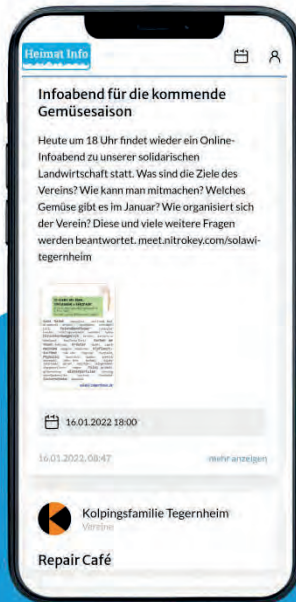 Heimat Info
Infoabend für die kommende
Gemüsesaison
Heute um 18 Uhr findet wieder ein Online-
Infoabend zu unserer solidarischen
Landwirtschaft statt. Was sind die Ziele des
Vereins? Wie kann man mitmachen? Welches
Gemüse gibt es im Januar? Wie organisiert sich
der Verein? Diese und viele weitere Fragen
werden beantwortet. meet.nitrokey.com/solawi-
tegernheim
16.01.2022 18:00
16.01.2022, 08:47
mehr anzeigen
Kolpingsfamilie Tegernheim
Vereine
Repair Café